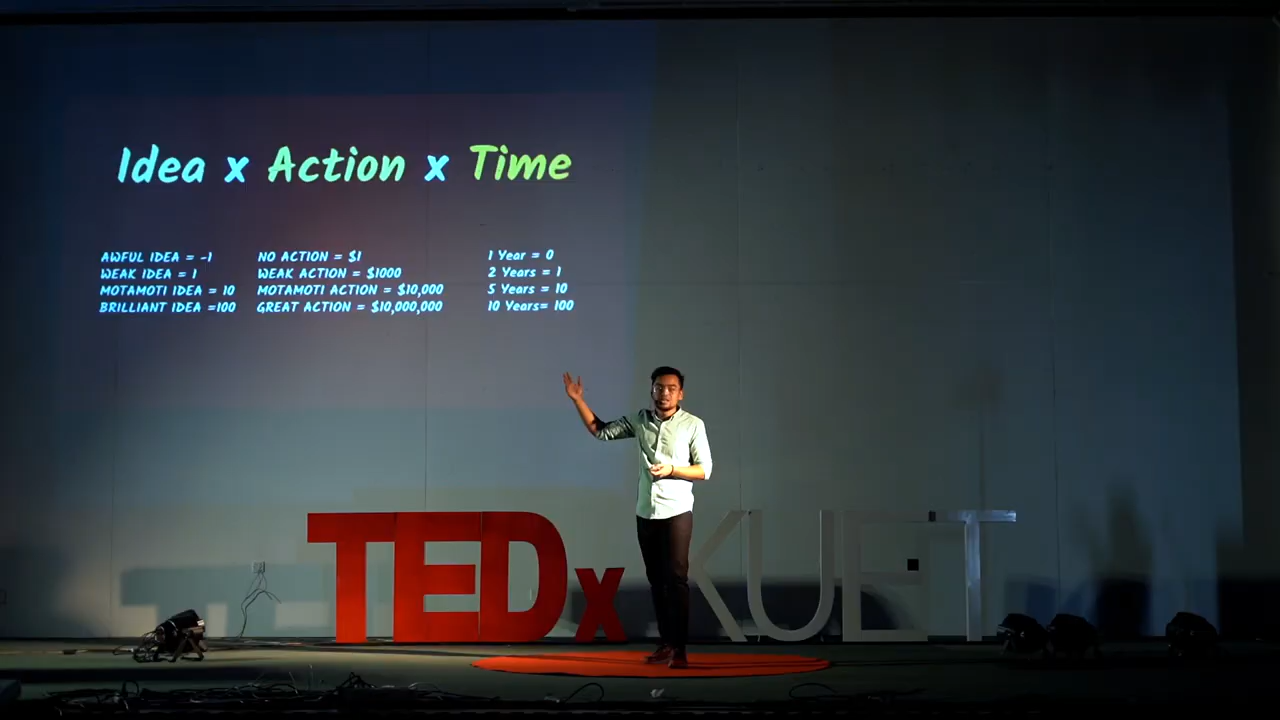 Idea x Action x Time
AWFUL IDEA = -1
WEAK IDEA = 1
MOTAMOTI IDEA = 10
BRILLIANT IDEA =100
NO ACTION = $1
WEAK ACTION = $1000
MOTAMOTI ACTION = $10,000
GREAT ACTION = $10,000,000
1 Year = 0
2 Years = 1
5 Years = 10
10 Years= 100
TEDx KUET